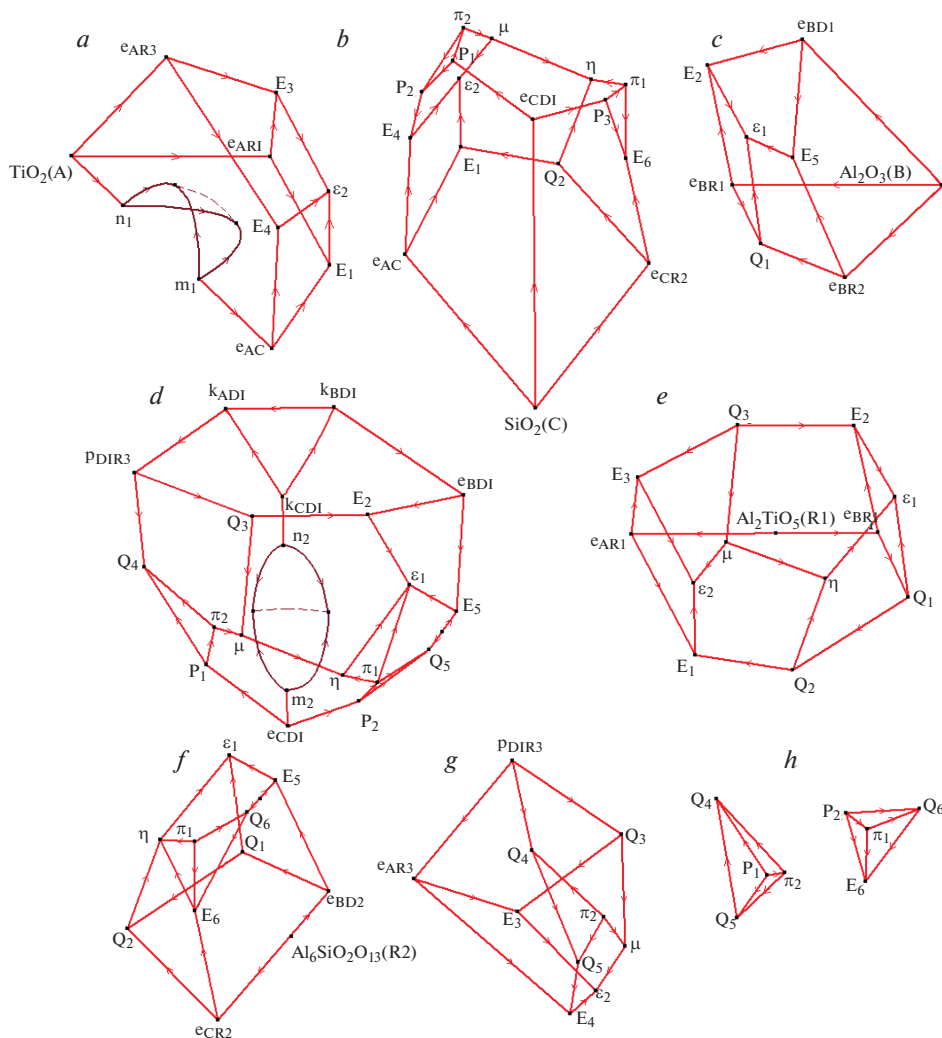 a
e_AR3
E_3
e_ARI
TiO_2(A)
n_1
E_4
ε_2
m_1
E_1
e_AC
b
π_2
μ
P_1
η
π_1
P_2
ε_2
e_CDI
P_3
E_4
E_1
Q_2
E_6
e_AC
e_CR2
SiO_2(C)
c
e_BD1
E_2
ε_1
E_5
Al_2O_3(B)
e_BR1
Q_1
e_BR2
d
k_ADI
k_BDI
p_DIR3
e_BDI
k_CDI
E_2
Q_3
n_2
Q_4
ε_1
E_5
π_2
μ
P_1
η
π_1
Q_5
m_2
P_2
e_CDI
e
Q_3
E_2
E_3
ε_1
Al_2TiO_5(R1)
e_BR1
e_AR1
μ
ε_2
η
Q_1
E_1
Q_2
f
ε_1
E_5
η
π_1
Q_6
Q_1
e_BD2
E_6
Q_2
Al_6SiO_2O_13(R2)
e_CR2
g
p_DIR3
Q_3
Q_4
e_AR3
E_3
π_2
μ
Q_5
ε_2
E_4
h
Q_4
P_2
Q_6
π_1
P_1
π_2
E_6
Q_5